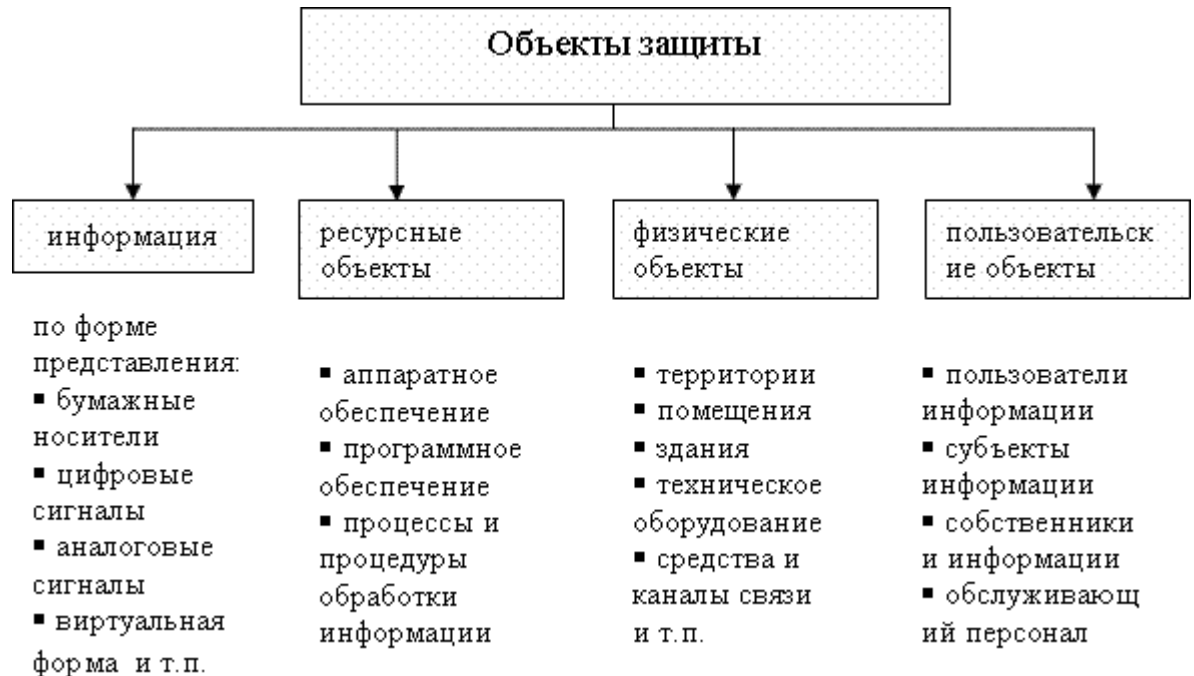 Объекты защиты
информация
ресурсные
объекты
физические
объекты
пользовательск
ие объекты
по форме
представления:
▪ бумажные
носители
▪ цифровые
сигналы
▪ аналоговые
сигналы
▪ виртуальная
форма и т.п.
▪ аппаратное
обеспечение
▪ программное
обеспечение
▪ процессы и
процедуры
обработки
информации
▪ территории
▪ помещения
▪ здания
▪ техническое
оборудование
▪ средства и
каналы связи
и т.п.
▪ пользователи
информации
▪ субъекты
информации
▪ собственники
и информации
▪ обслуживающ
ий персонал